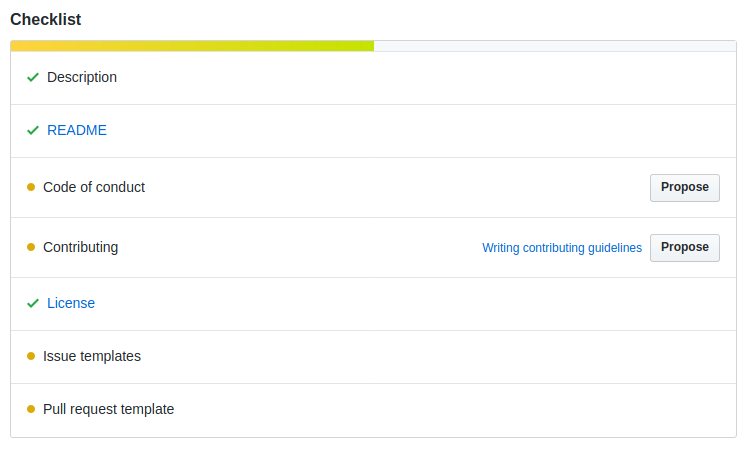 Checklist
Description
README
Code of conduct Propose
Contributing Writing contributing guidelines Propose
License
Issue templates
Pull request template